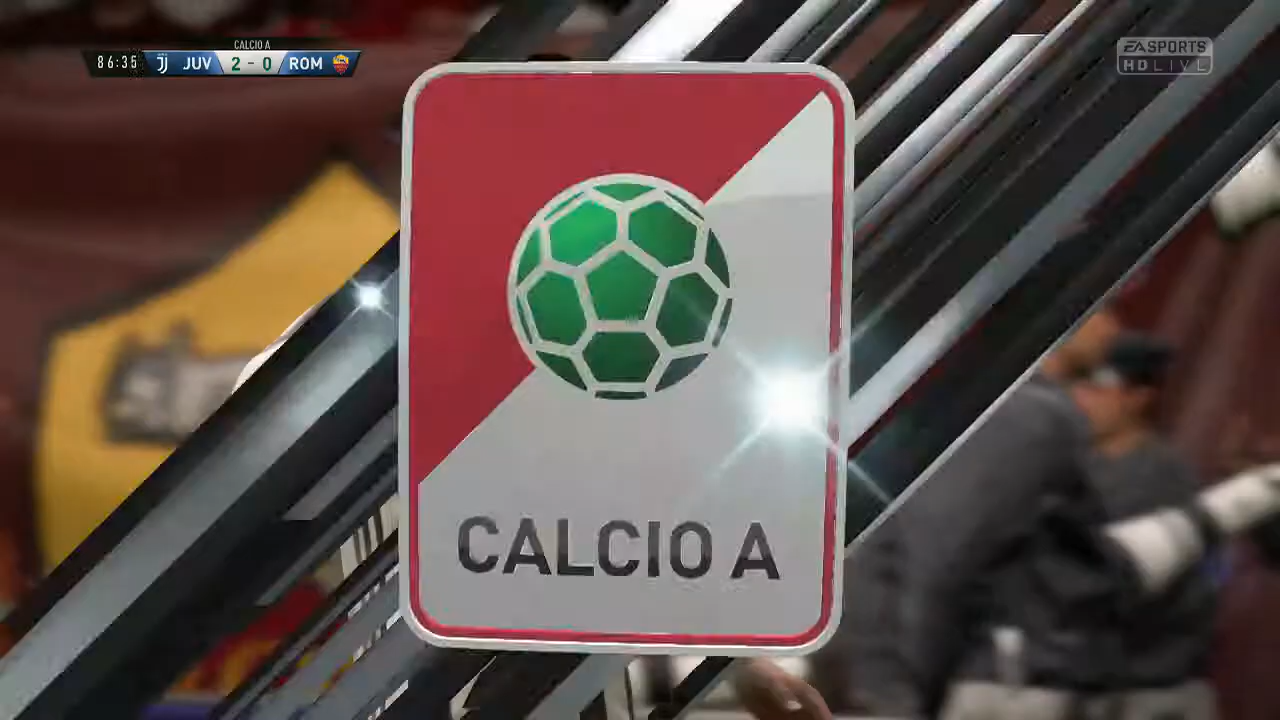 CALCIO A
86:35 JUV 2 - 0 ROM
EA SPORTS
HD LIVE
CALCIO A